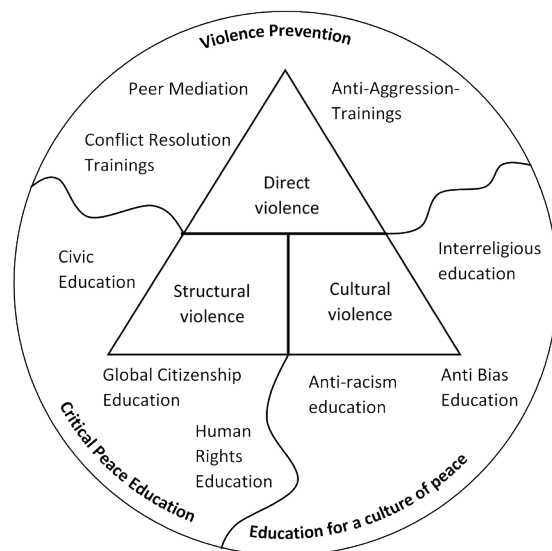 Violence Prevention
Peer Mediation
Anti-Aggression-
Trainings
Conflict Resolution
Trainings
Direct
violence
Civic
Education
Interreligious
education
Structural
violence
Cultural
violence
Global Citizenship
Education
Anti-racism
education
Anti Bias
Education
Human
Rights
Education
Critical Peace Education
Education for a culture of peace